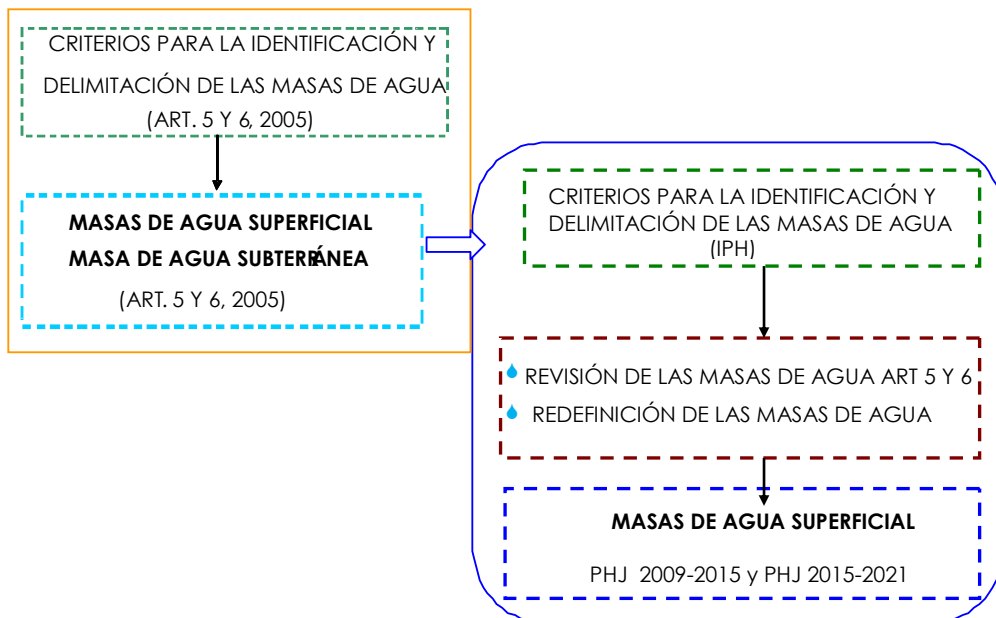 CRITERIOS PARA LA IDENTIFICACIÓN Y
DELIMITACIÓN DE LAS MASAS DE AGUA
(ART. 5 Y 6, 2005)
MASAS DE AGUA SUPERFICIAL
MASA DE AGUA SUBTERRÁNEA
(ART. 5 Y 6, 2005)
CRITERIOS PARA LA IDENTIFICACIÓN Y
DELIMITACIÓN DE LAS MASAS DE AGUA
(IPH)
REVISIÓN DE LAS MASAS DE AGUA ART 5 Y 6
REDEFINICIÓN DE LAS MASAS DE AGUA
MASAS DE AGUA SUPERFICIAL
PHJ 2009-2015 y PHJ 2015-2021